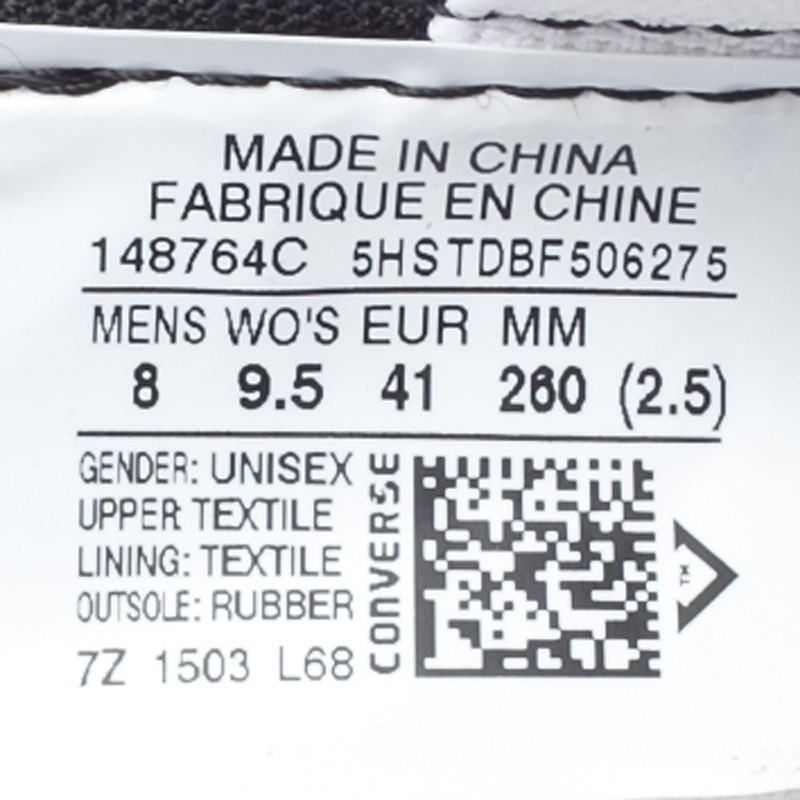 MADE IN CHINA
FABRIQUE EN CHINE
148764C 5HSTDBF506275
MENS WO'S EUR MM
8 9.5 41 260 (2.5)
GENDER: UNISEX
UPPER TEXTILE
LINING: TEXTILE
OUTSOLE: RUBBER
7Z 1503 L68
CONVERSE
TM